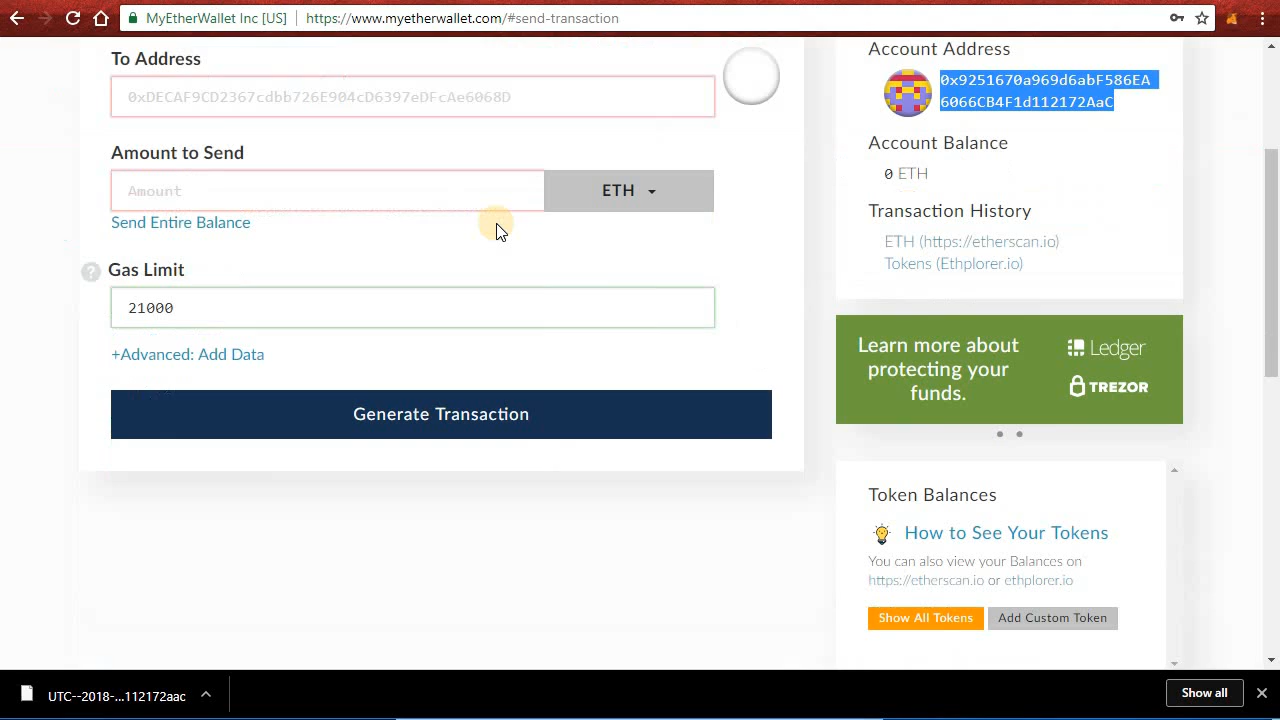 MyEtherWallet Inc [US]
https://www.myetherwallet.com/#send-transaction
To Address
0xDECAF9CD2367cdbb726E904cD6397eDFcAe6068D
Amount to Send
Amount
ETH
Send Entire Balance
?
Gas Limit
21000
+Advanced: Add Data
Generate Transaction
Account Address
0x9251670a969d6abF586EA
6066CB4F1d112172AaC
Account Balance
0 ETH
Transaction History
ETH (https://etherscan.io)
Tokens (Ethplorer.io)
Learn more about
protecting your
funds.
Ledger
TREZOR
Token Balances
How to See Your Tokens
You can also view your Balances on
https://etherscan.io or ethplorer.io
Show All Tokens
Add Custom Token
UTC--2018-...112172aac
Show all